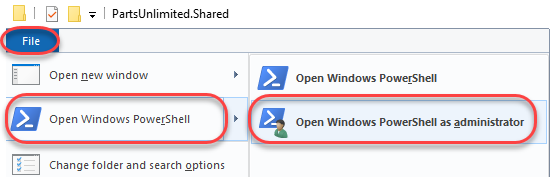 PartsUnlimited.Shared
File
Open new window
Open Windows PowerShell
Open Windows PowerShell
Open Windows PowerShell as administrator
Change folder and search options